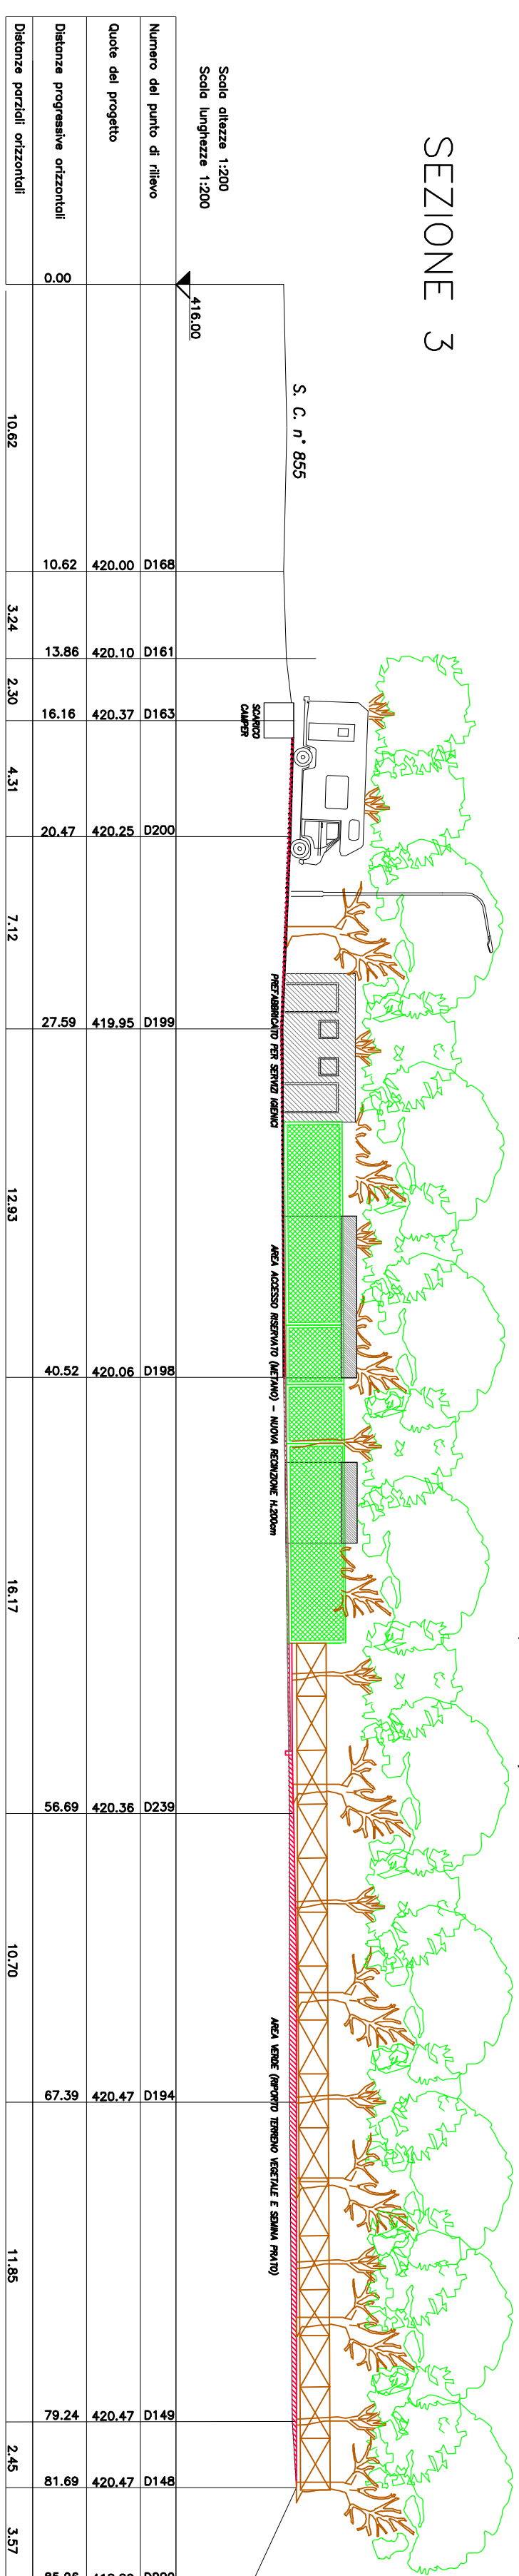 SEZIONE 3
Scala altezze 1:200
Scala lunghezze 1:200
416.00
S. C. n° 855
SCARICO
CAMPER
PREFABBRICATO PER SERVIZI IGIENICI
AREA ACCESSO RISERVATO (METANO) – NUOVA RECINZIONE H.200cm
AREA VERDE (RIPORTO TERRENO VEGETALE E SEMINA PRATO)
Numero del punto di rilievo D168 D161 D163 D200 D199 D198 D239 D194 D149 D148
Quote del progetto 420.00 420.10 420.37 420.25 419.95 420.06 420.36 420.47 420.47 420.47
Distanze progressive orizzontali 0.00 10.62 13.86 16.16 20.47 27.59 40.52 56.69 67.39 79.24 81.69
Distanze parziali orizzontali 10.62 3.24 2.30 4.31 7.12 12.93 16.17 10.70 11.85 2.45 3.57